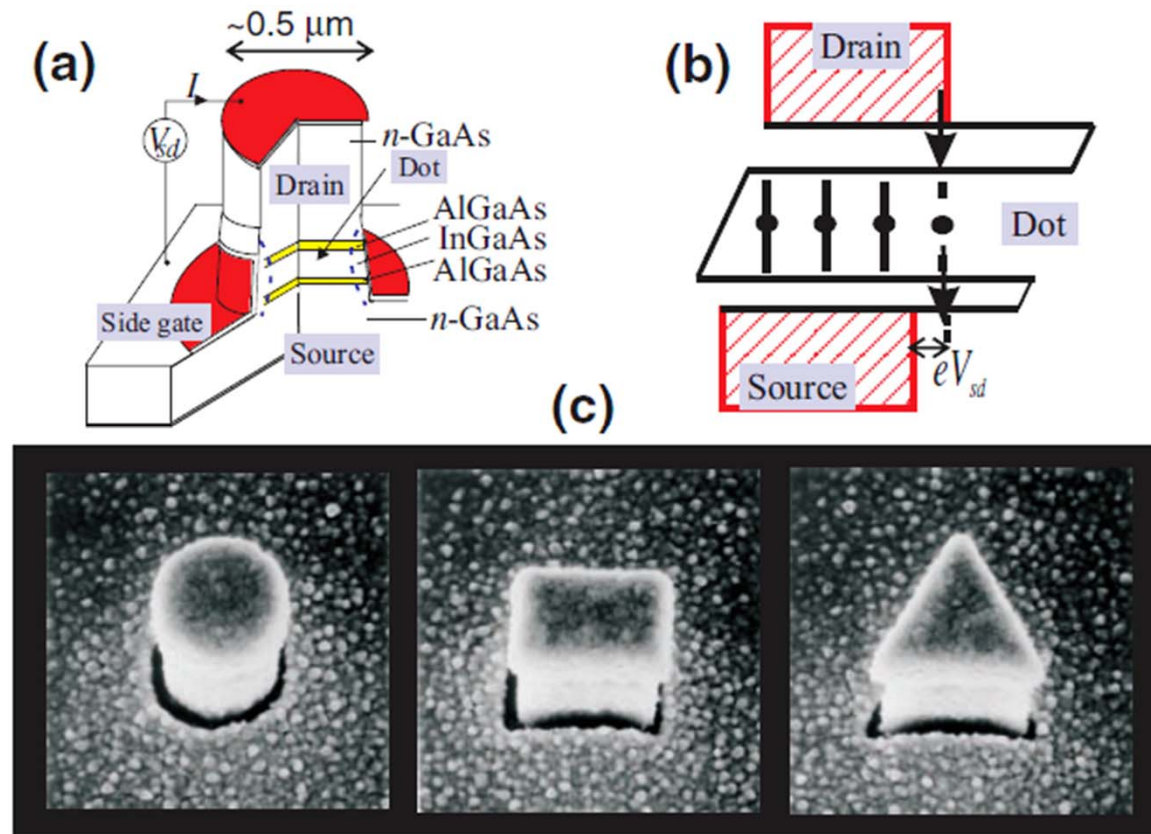 (a)
~0.5 μm
I
Vsd
n-GaAs
Drain
Dot
AlGaAs
InGaAs
AlGaAs
n-GaAs
Side gate
Source
(b)
Drain
Dot
Source
eVsd
(c)